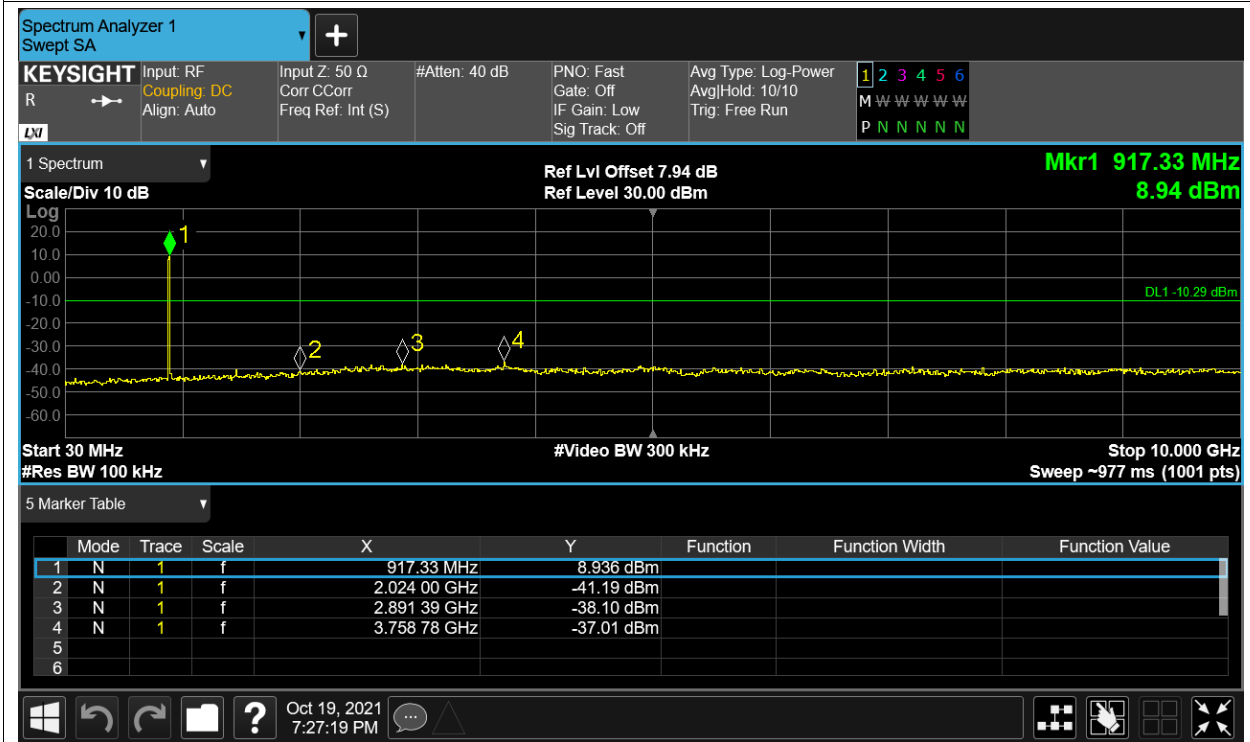 Spectrum Analyzer 1
Swept SA
KEYSIGHT Input: RF Input Z: 50 Ω #Atten: 40 dB PNO: Fast Avg Type: Log-Power 1 2 3 4 5 6
R Coupling: DC Corr CCorr Gate: Off Avg|Hold: 10/10 M W W W W W
Align: Auto Freq Ref: Int (S) IF Gain: Low Trig: Free Run
LXI Sig Track: Off P N N N N N
1 Spectrum Ref Lvl Offset 7.94 dB Mkr1 917.33 MHz
Scale/Div 10 dB Ref Level 30.00 dBm 8.94 dBm
Log
20.0 1
10.0
0.00
-10.0 DL1 -10.29 dBm
-20.0
-30.0 2 3 4
-40.0
-50.0
-60.0
Start 30 MHz #Video BW 300 kHz Stop 10.000 GHz
#Res BW 100 kHz Sweep ~977 ms (1001 pts)
5 Marker Table
Mode Trace Scale X Y Function Function Width Function Value
1 N 1 f 917.33 MHz 8.936 dBm
2 N 1 f 2.024 00 GHz -41.19 dBm
3 N 1 f 2.891 39 GHz -38.10 dBm
4 N 1 f 3.758 78 GHz -37.01 dBm
5
6
? Oct 19, 2021
7:27:19 PM